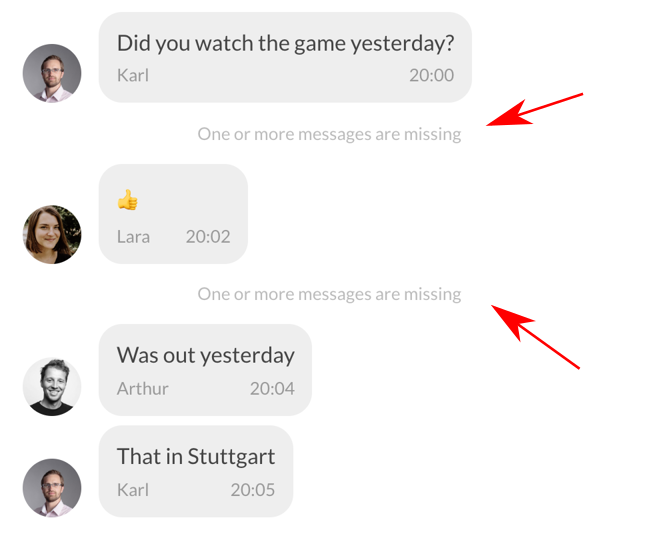 Did you watch the game yesterday?
Karl 20:00
One or more messages are missing
👍
Lara 20:02
One or more messages are missing
Was out yesterday
Arthur 20:04
That in Stuttgart
Karl 20:05